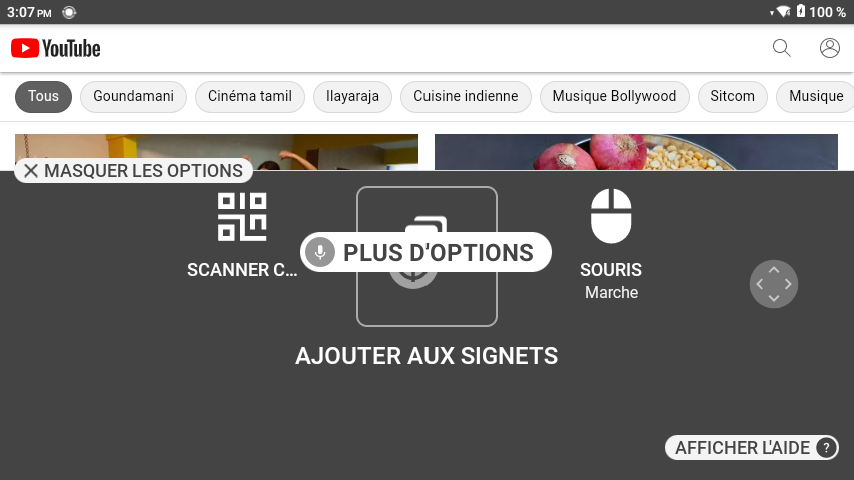 3:07 PM
100 %
YouTube
Tous
Goundamani
Cinéma tamil
Ilayaraja
Cuisine indienne
Musique Bollywood
Sitcom
Musique
MASQUER LES OPTIONS
PLUS D'OPTIONS
SCANNER C...
SOURIS
Marche
AJOUTER AUX SIGNETS
AFFICHER L'AIDE ?